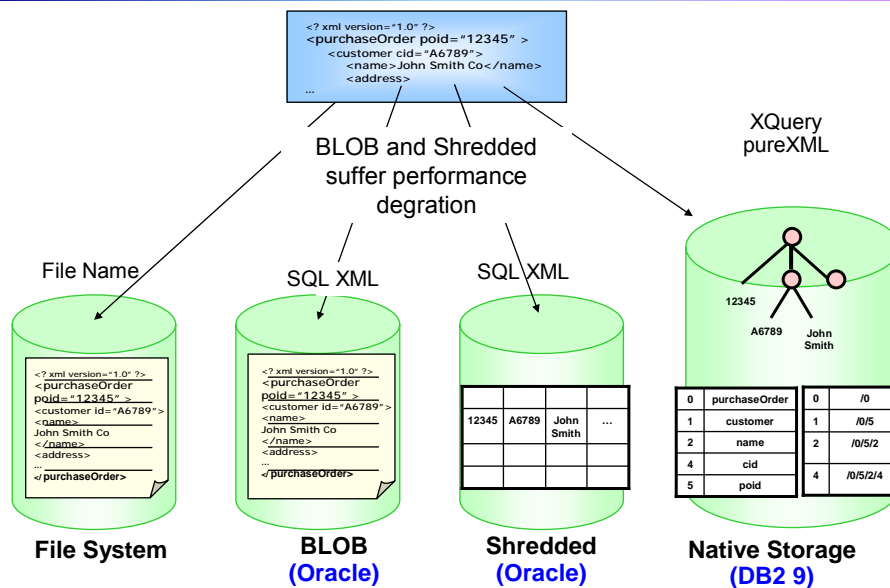 <? xml version="1.0" ?>
<purchaseOrder poid="12345" >
<customer cid="A6789">
<name>John Smith Co</name>
<address>
...
BLOB and Shredded
suffer performance
degration
XQuery
pureXML
File Name
SQL XML
SQL XML
<? xml version="1.0" ?>
<purchaseOrder
poid="12345" >
<customer id="A6789">
<name>
John Smith Co
</name>
<address>
...
</purchaseOrder>
File System
<? xml version="1.0" ?>
<purchaseOrder
poid="12345" >
<customer id="A6789">
<name>
John Smith Co
</name>
<address>
...
</purchaseOrder>
BLOB
(Oracle)
12345 A6789 John
Smith ...
Shredded
(Oracle)
12345
A6789
John
Smith
0 purchaseOrder
1 customer
2 name
4 cid
5 poid
0 /0
1 /0/5
2 /0/5/2
4 /0/5/2/4
Native Storage
(DB2 9)